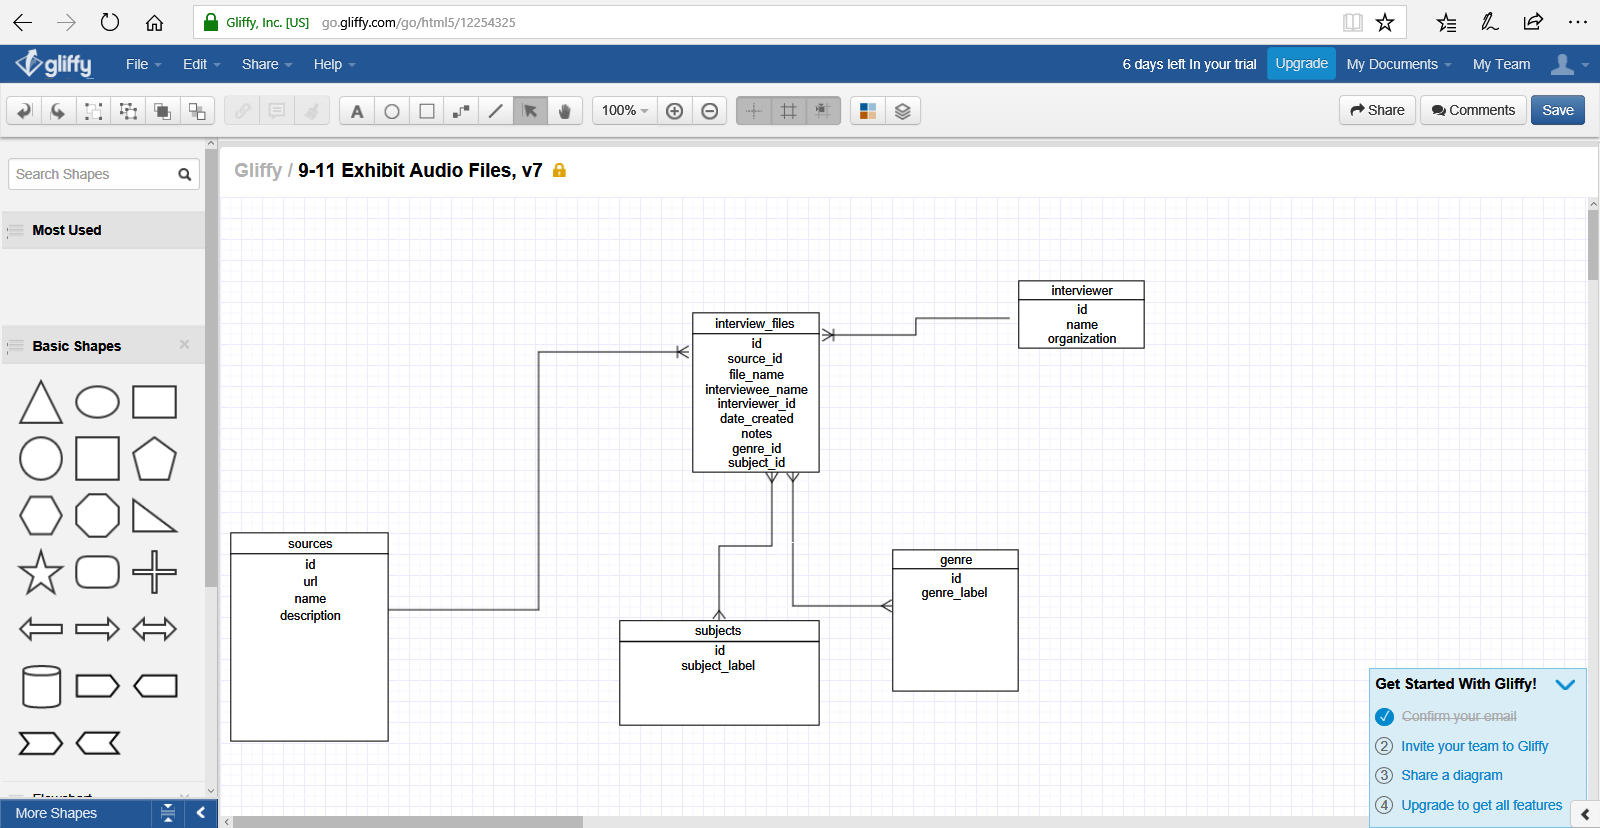 Gliffy, Inc. [US] go.gliffy.com/go/html5/12254325
gliffy File Edit Share Help 6 days left In your trial Upgrade My Documents My Team
A 100% Share Comments Save
Search Shapes
Gliffy / 9-11 Exhibit Audio Files, v7
Most Used
Basic Shapes
More Shapes
interviewer
id
name
organization
interview_files
id
source_id
file_name
interviewee_name
interviewer_id
date_created
notes
genre_id
subject_id
sources
id
url
name
description
genre
id
genre_label
subjects
id
subject_label
Get Started With Gliffy!
Confirm your email
2 Invite your team to Gliffy
3 Share a diagram
4 Upgrade to get all features